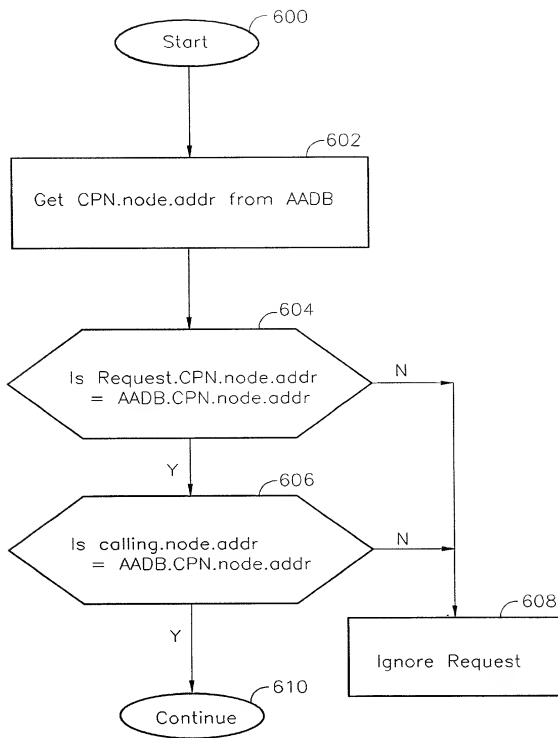 600
Start
602
Get CPN.node.addr from AADB
604
Is Request.CPN.node.addr
= AADB.CPN.node.addr
N
Y
606
Is calling.node.addr
= AADB.CPN.node.addr
N
Y
608
Ignore Request
610
Continue